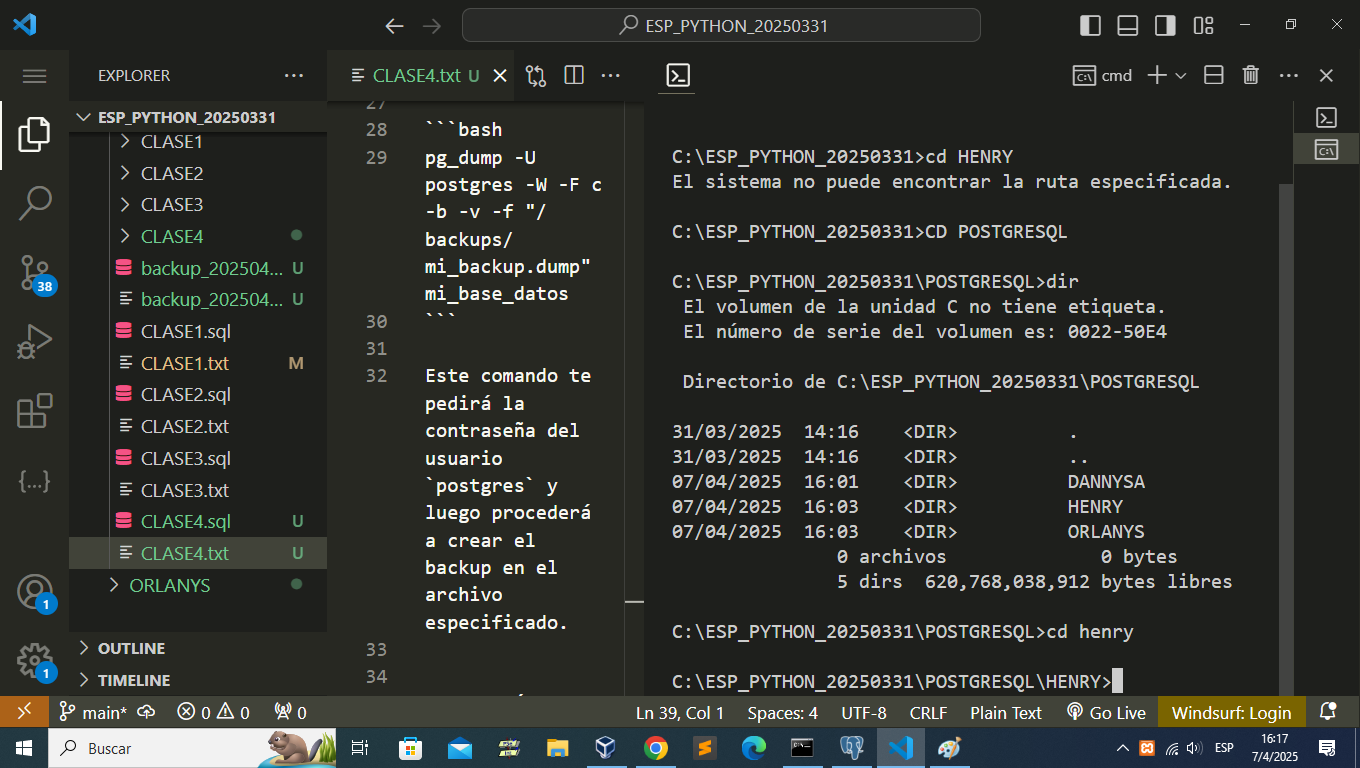 ESP_PYTHON_20250331
EXPLORER
ESP_PYTHON_20250331
CLASE1
CLASE2
CLASE3
CLASE4
backup_202504... U
backup_202504... U
CLASE1.sql
CLASE1.txt M
CLASE2.sql
CLASE2.txt
CLASE3.sql
CLASE3.txt
CLASE4.sql U
CLASE4.txt U
ORLANYS
OUTLINE
TIMELINE
38
1
1
CLASE4.txt U
27
28 ```bash
29 pg_dump -U
postgres -W -F c
-b -v -f "/
backups/
mi_backup.dump"
mi_base_datos
30 ```
31
32 Este comando te
pedirá la
contraseña del
usuario
`postgres` y
luego procederá
a crear el
backup en el
archivo
especificado.
33
34
cmd
C:\ESP_PYTHON_20250331>cd HENRY
El sistema no puede encontrar la ruta especificada.
C:\ESP_PYTHON_20250331>CD POSTGRESQL
C:\ESP_PYTHON_20250331\POSTGRESQL>dir
El volumen de la unidad C no tiene etiqueta.
El número de serie del volumen es: 0022-50E4
Directorio de C:\ESP_PYTHON_20250331\POSTGRESQL
31/03/2025 14:16 <DIR> .
31/03/2025 14:16 <DIR> ..
07/04/2025 16:01 <DIR> DANNYSA
07/04/2025 16:03 <DIR> HENRY
07/04/2025 16:03 <DIR> ORLANYS
0 archivos 0 bytes
5 dirs 620,768,038,912 bytes libres
C:\ESP_PYTHON_20250331\POSTGRESQL>cd henry
C:\ESP_PYTHON_20250331\POSTGRESQL\HENRY>
main* 0 0 0 Ln 39, Col 1 Spaces: 4 UTF-8 CRLF Plain Text Go Live Windsurf: Login
Buscar
ESP
16:17
7/4/2025